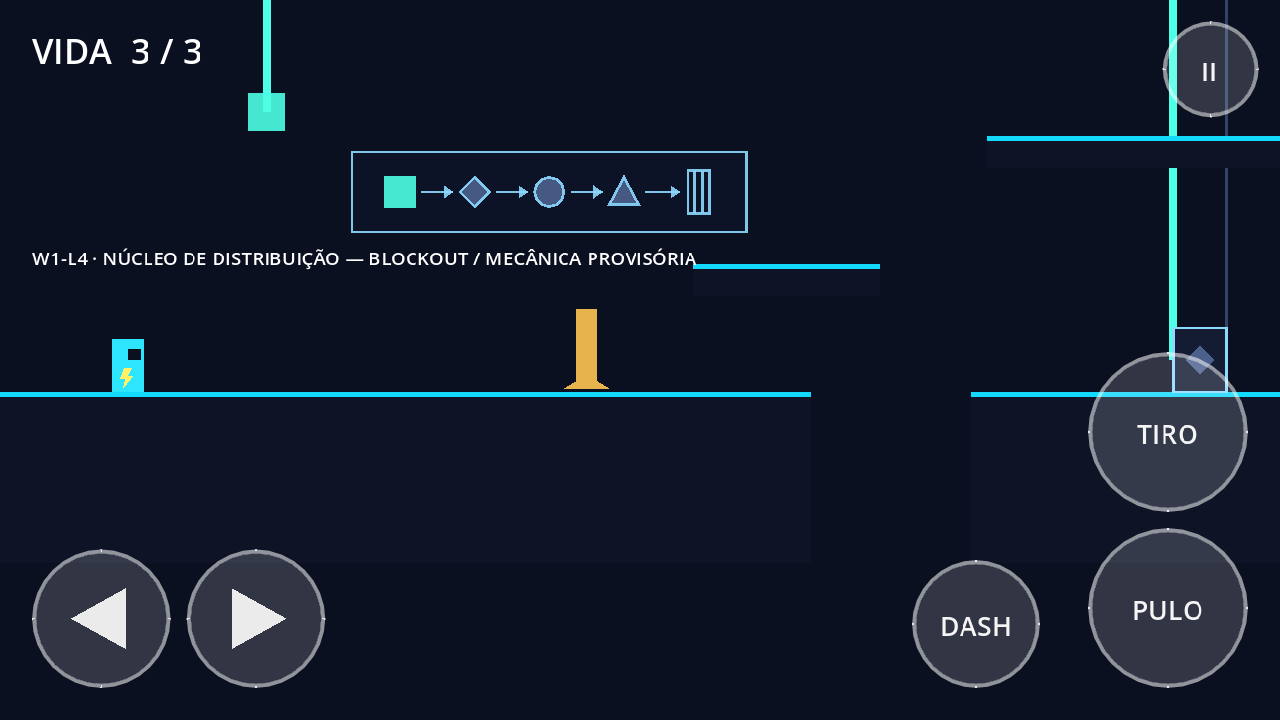 VIDA 3 / 3
II
W1-L4 · NÚCLEO DE DISTRIBUIÇÃO — BLOCKOUT / MECÂNICA PROVISÓRIA
TIRO
DASH
PULO